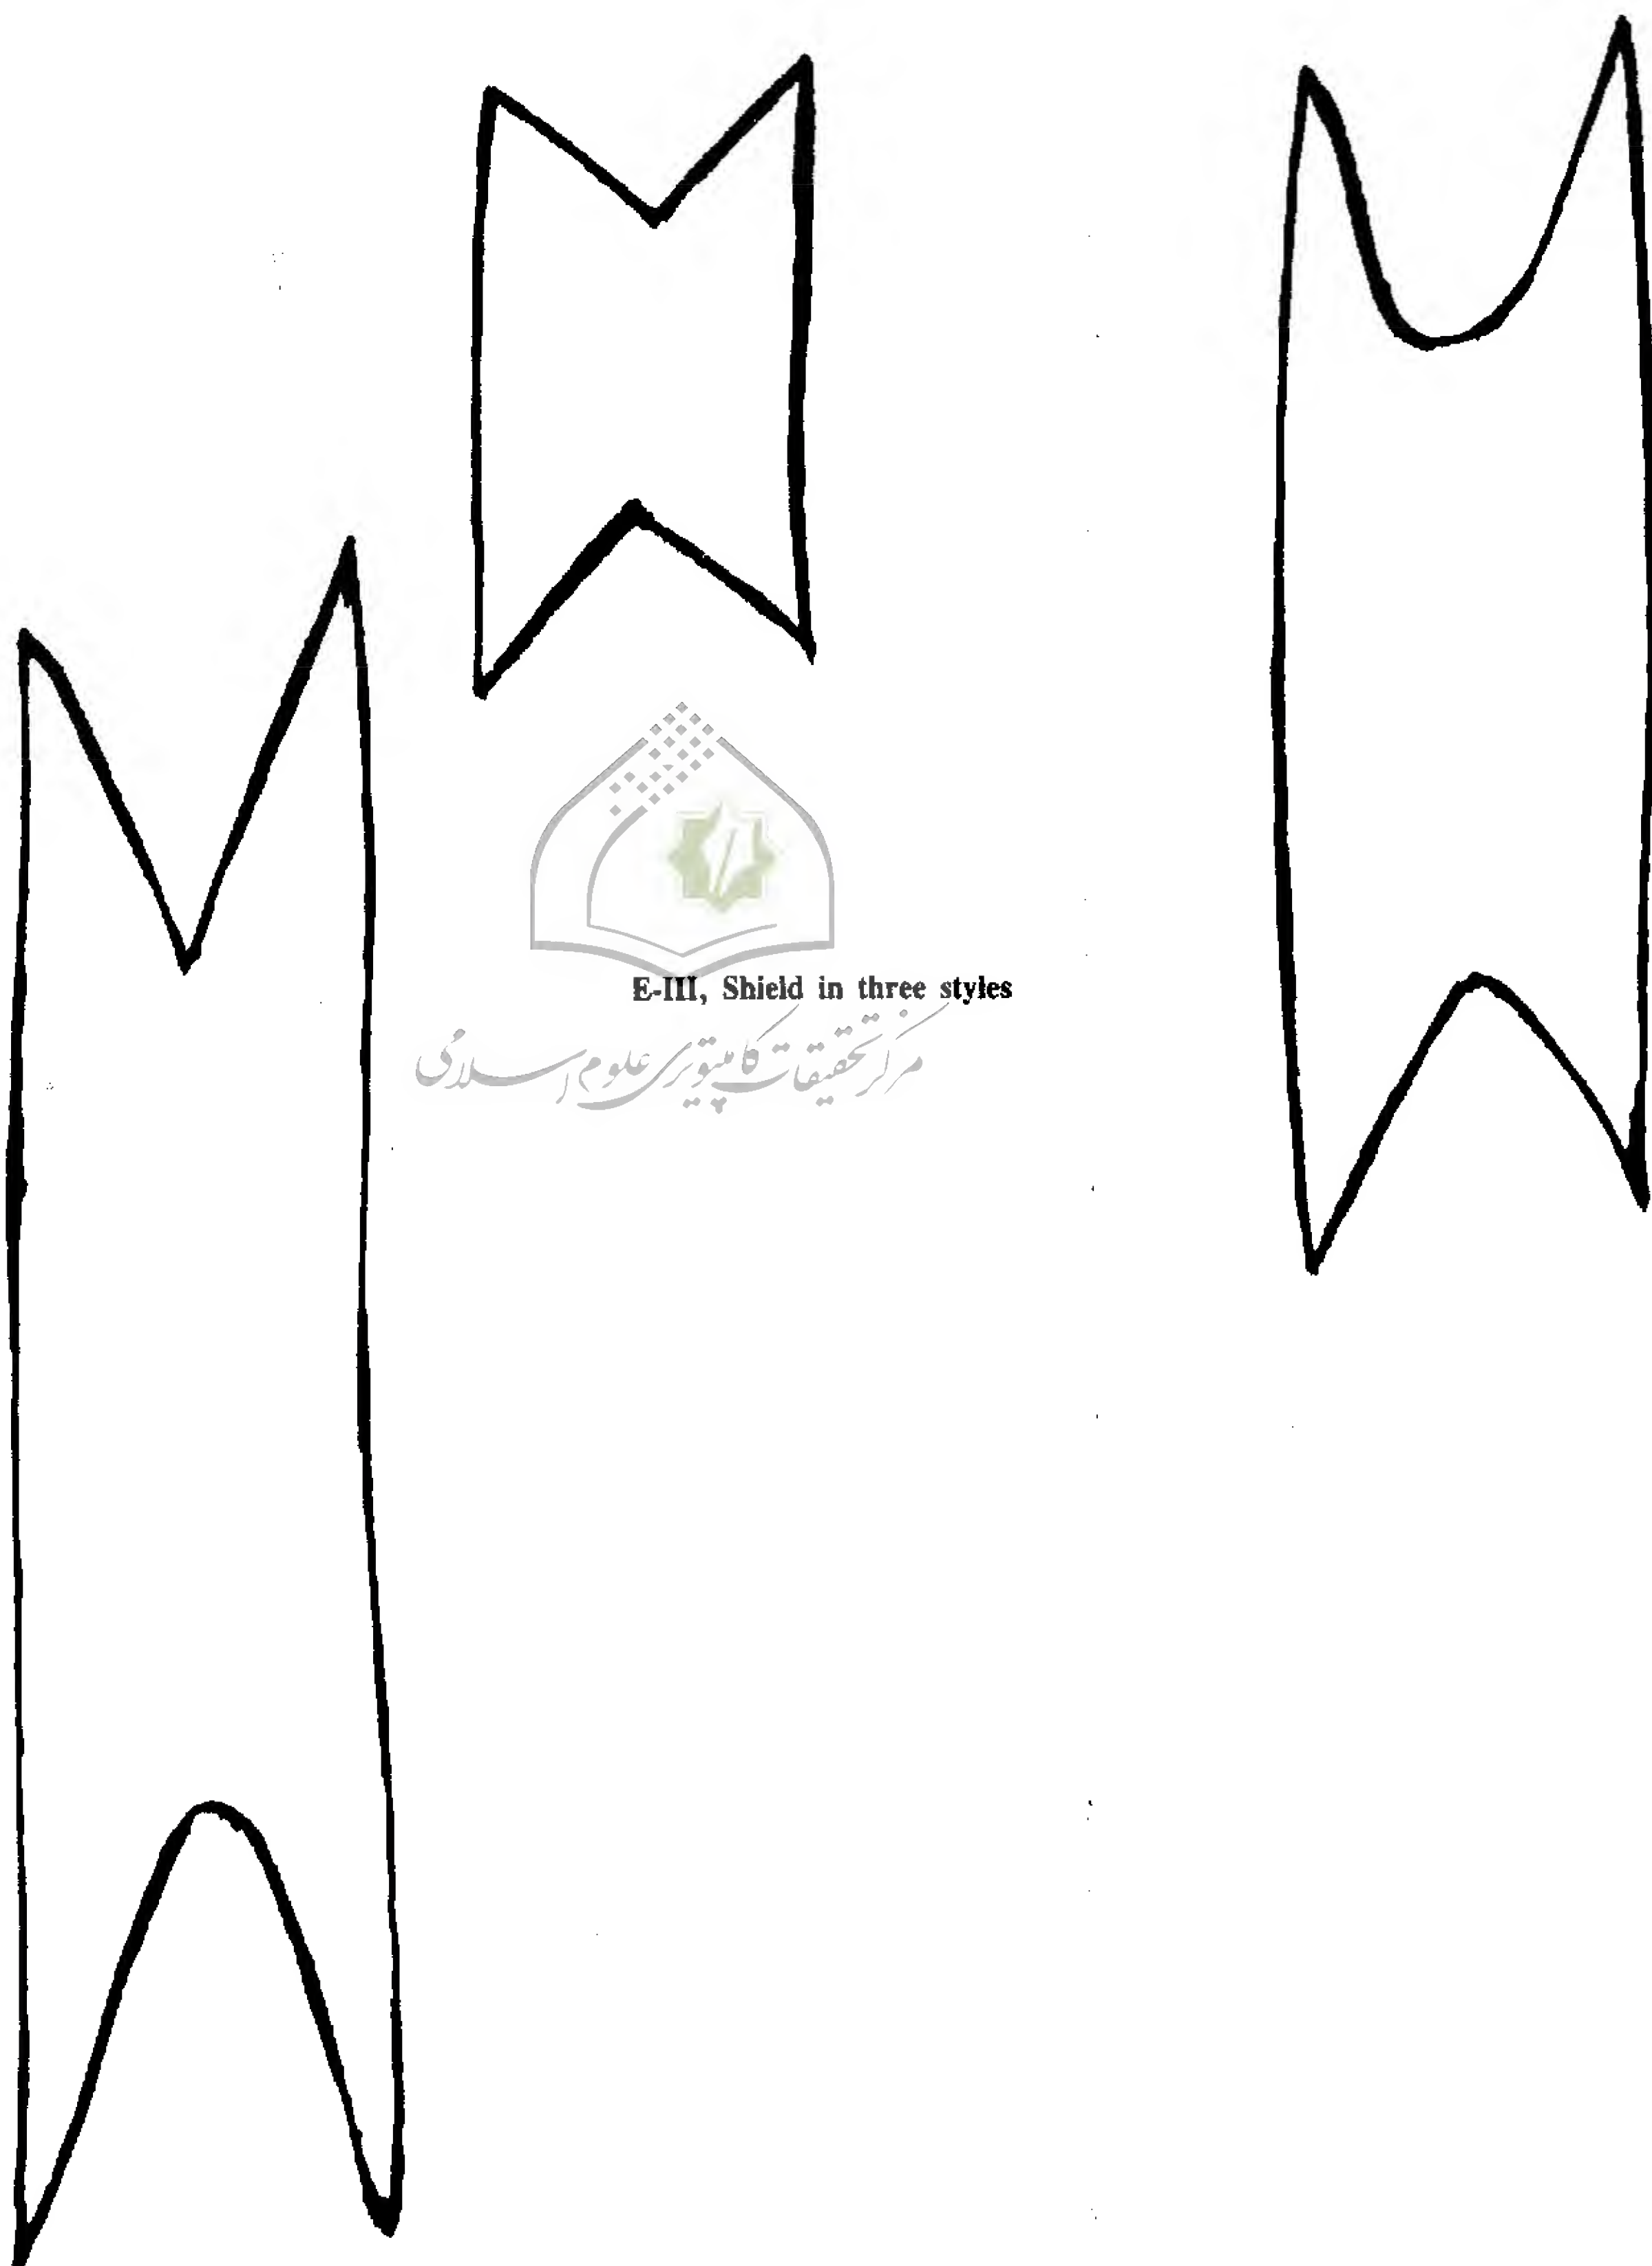 E-III, Shield in three styles
مرکز تحقیقات کامپیوتری علوم اسلامی